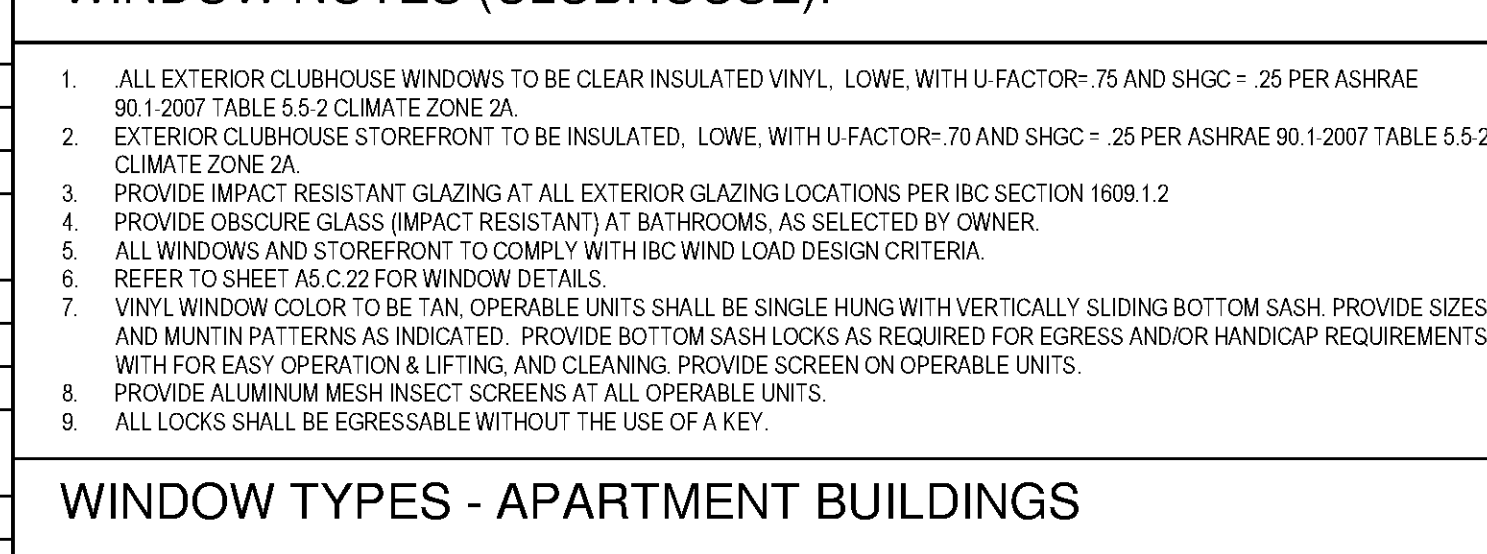 WINDOW NOTES (CLUBHOUSE):
1. .ALL EXTERIOR CLUBHOUSE WINDOWS TO BE CLEAR INSULATED VINYL, LOWE, WITH U-FACTOR=.75 AND SHGC = .25 PER ASHRAE
90.1-2007 TABLE 5.5-2 CLIMATE ZONE 2A.
2. EXTERIOR CLUBHOUSE STOREFRONT TO BE INSULATED, LOWE, WITH U-FACTOR=.70 AND SHGC = .25 PER ASHRAE 90.1-2007 TABLE 5.5-2
CLIMATE ZONE 2A.
3. PROVIDE IMPACT RESISTANT GLAZING AT ALL EXTERIOR GLAZING LOCATIONS PER IBC SECTION 1609.1.2
4. PROVIDE OBSCURE GLASS (IMPACT RESISTANT) AT BATHROOMS, AS SELECTED BY OWNER.
5. ALL WINDOWS AND STOREFRONT TO COMPLY WITH IBC WIND LOAD DESIGN CRITERIA.
6. REFER TO SHEET A5.C.22 FOR WINDOW DETAILS.
7. VINYL WINDOW COLOR TO BE TAN, OPERABLE UNITS SHALL BE SINGLE HUNG WITH VERTICALLY SLIDING BOTTOM SASH. PROVIDE SIZES
AND MUNTIN PATTERNS AS INDICATED. PROVIDE BOTTOM SASH LOCKS AS REQUIRED FOR EGRESS AND/OR HANDICAP REQUIREMENTS
WITH FOR EASY OPERATION & LIFTING, AND CLEANING. PROVIDE SCREEN ON OPERABLE UNITS.
8. PROVIDE ALUMINUM MESH INSECT SCREENS AT ALL OPERABLE UNITS.
9. ALL LOCKS SHALL BE EGRESSABLE WITHOUT THE USE OF A KEY.
WINDOW TYPES - APARTMENT BUILDINGS